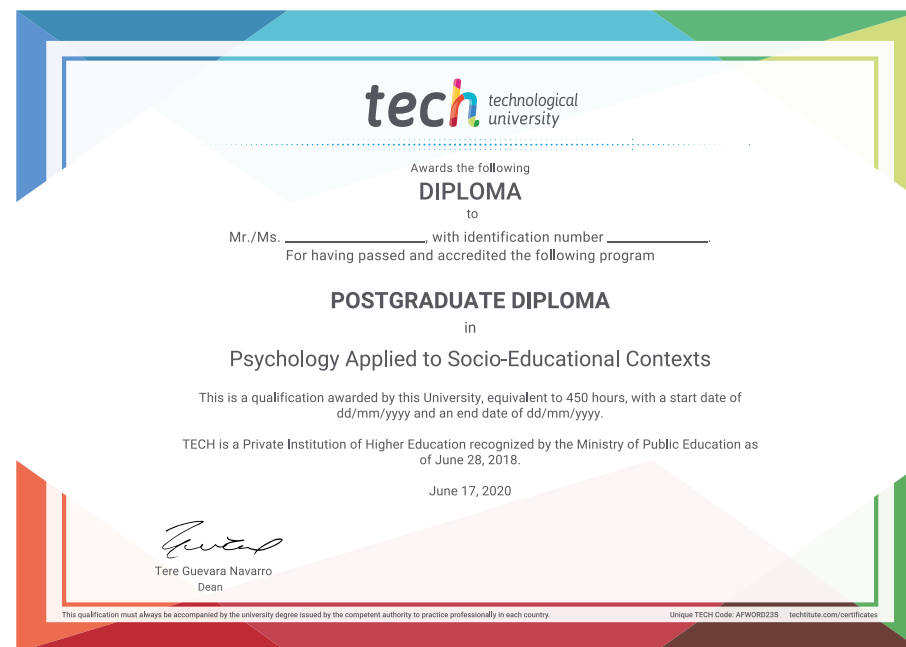 tech technological
university
Awards the following
DIPLOMA
to
Mr./Ms. ____________________, with identification number ______________.
For having passed and accredited the following program
POSTGRADUATE DIPLOMA
in
Psychology Applied to Socio-Educational Contexts
This is a qualification awarded by this University, equivalent to 450 hours, with a start date of
dd/mm/yyyy and an end date of dd/mm/yyyy.
TECH is a Private Institution of Higher Education recognized by the Ministry of Public Education as
of June 28, 2018.
June 17, 2020
Tere Guevara Navarro
Dean
This qualification must always be accompanied by the university degree issued by the competent authority to practice professionally in each country.
Unique TECH Code: AFWORD23S techtitute.com/certificates